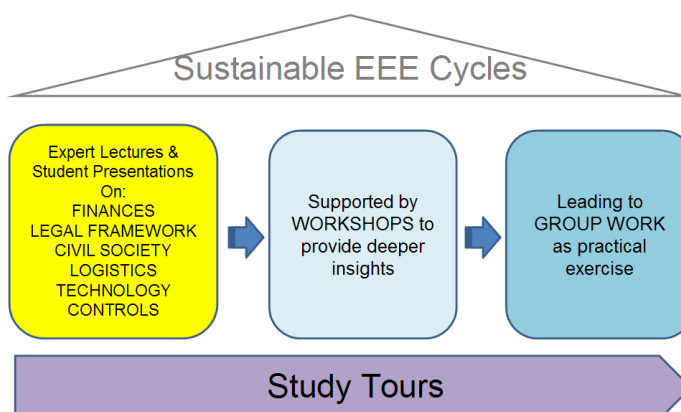 Sustainable EEE Cycles
Expert Lectures &
Student Presentations
On:
FINANCES
LEGAL FRAMEWORK
CIVIL SOCIETY
LOGISTICS
TECHNOLOGY
CONTROLS
Supported by
WORKSHOPS to
provide deeper
insights
Leading to
GROUP WORK
as practical
exercise
Study Tours